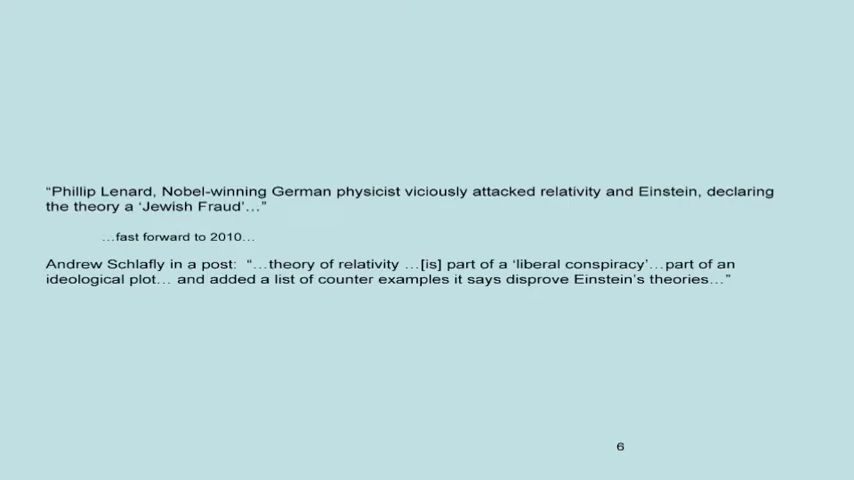 “Phillip Lenard, Nobel-winning German physicist viciously attacked relativity and Einstein, declaring
the theory a ‘Jewish Fraud’…”
…fast forward to 2010…
Andrew Schlafly in a post:  “…theory of relativity …[is] part of a ‘liberal conspiracy’…part of an
ideological plot… and added a list of counter examples it says disprove Einstein’s theories…”
6